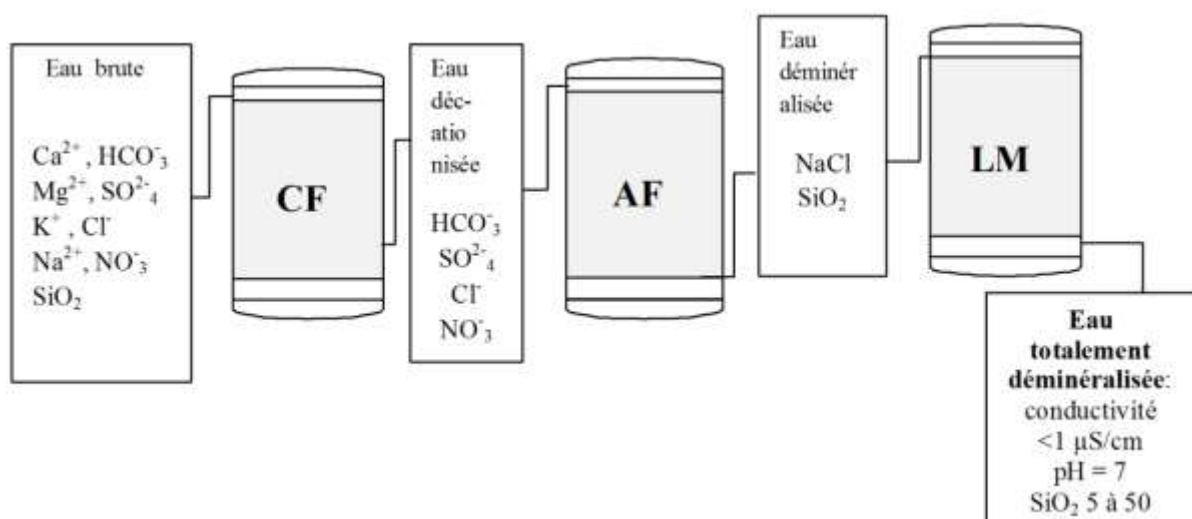 Eau brute
Ca²⁺ , HCO⁻₃
Mg²⁺, SO²⁻₄
K⁺ , Cl⁻
Na²⁺, NO⁻₃
SiO₂
CF
Eau
déc-
atio
nisée
HCO⁻₃
SO²⁻₄
Cl⁻
NO⁻₃
AF
Eau
déminér
alisée
NaCl
SiO₂
LM
Eau
totalement
déminéralisée:
conductivité
<1 µS/cm
pH = 7
SiO₂ 5 à 50